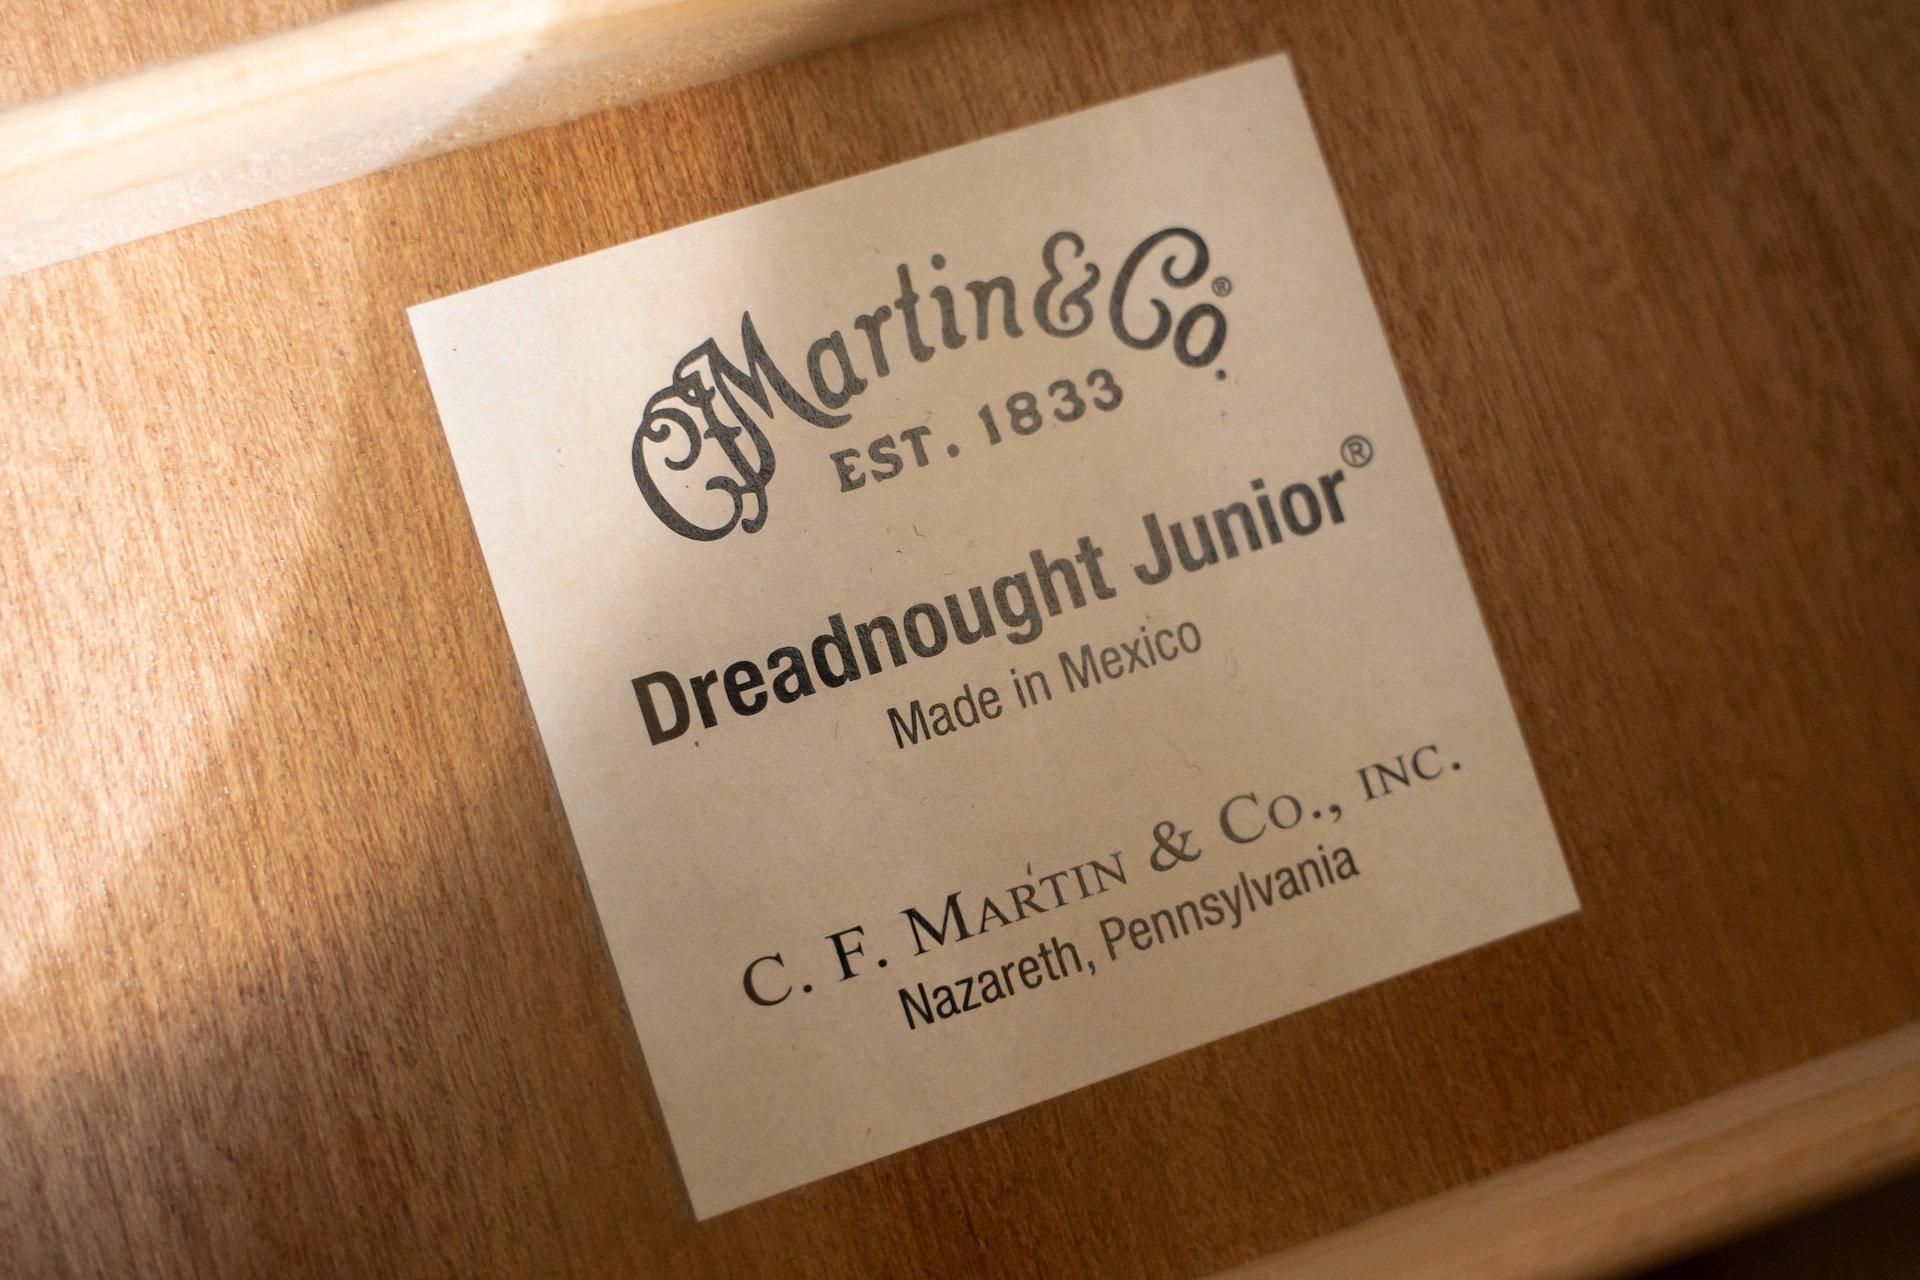 CFMartin & Co.®
EST. 1833
Dreadnought Junior®
Made in Mexico
C. F. MARTIN & CO., INC.
Nazareth, Pennsylvania